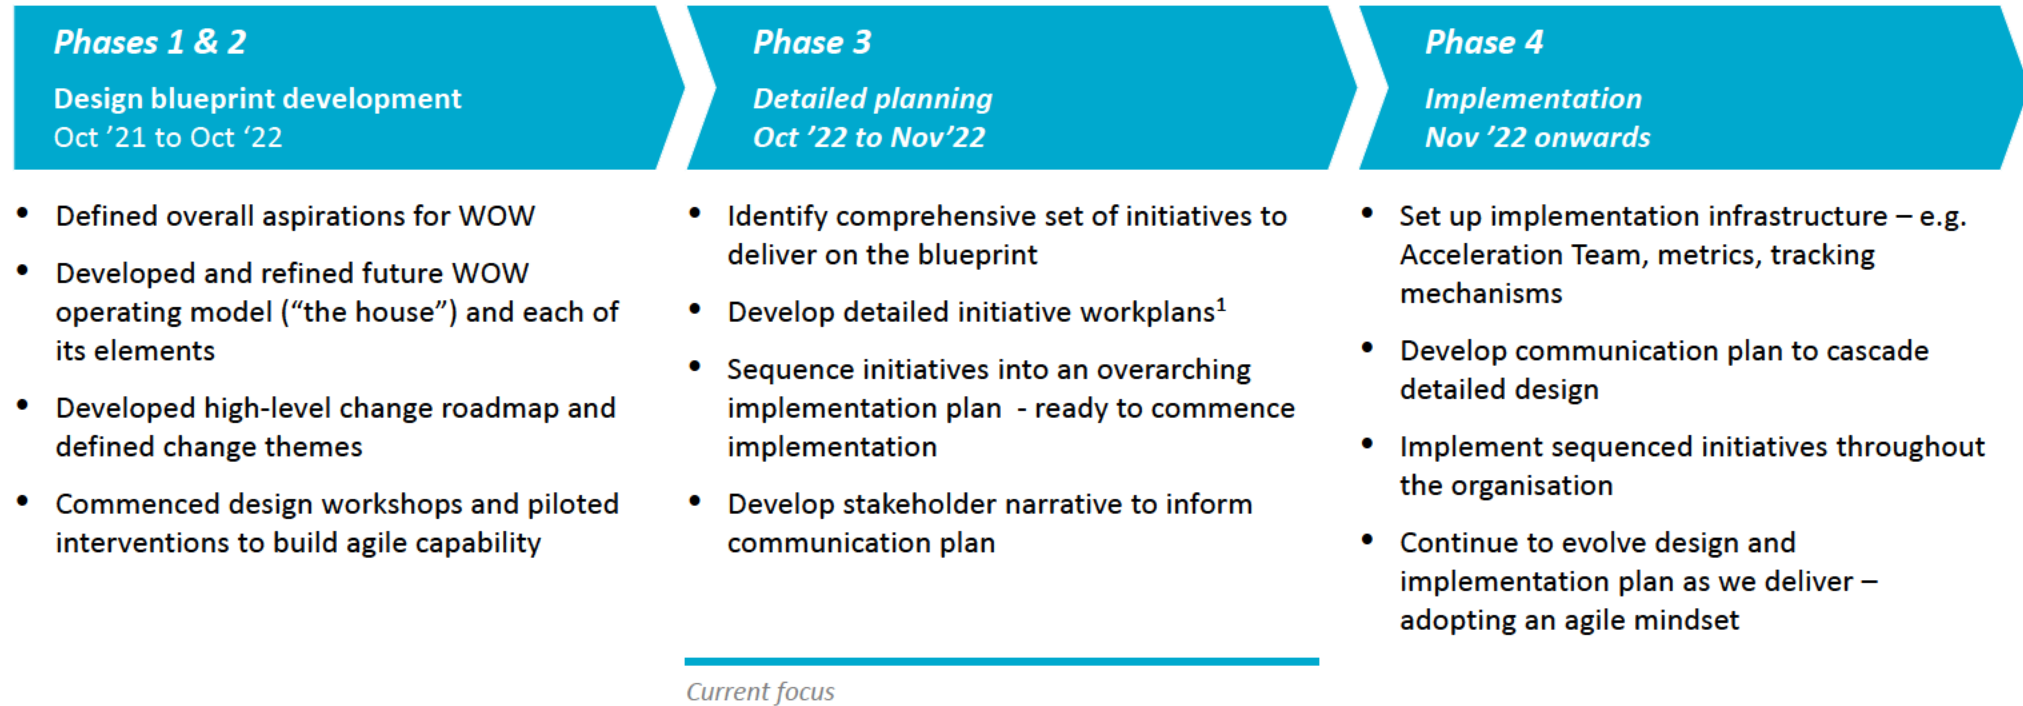 Phases 1 & 2
Design blueprint development
Oct ’21 to Oct ‘22
• Defined overall aspirations for WOW
• Developed and refined future WOW
operating model (“the house”) and each of
its elements
• Developed high-level change roadmap and
defined change themes
• Commenced design workshops and piloted
interventions to build agile capability
Phase 3
Detailed planning
Oct ’22 to Nov’22
• Identify comprehensive set of initiatives to
deliver on the blueprint
• Develop detailed initiative workplans¹
• Sequence initiatives into an overarching
implementation plan  - ready to commence
implementation
• Develop stakeholder narrative to inform
communication plan
Current focus
Phase 4
Implementation
Nov ’22 onwards
• Set up implementation infrastructure – e.g.
Acceleration Team, metrics, tracking
mechanisms
• Develop communication plan to cascade
detailed design
• Implement sequenced initiatives throughout
the organisation
• Continue to evolve design and
implementation plan as we deliver –
adopting an agile mindset